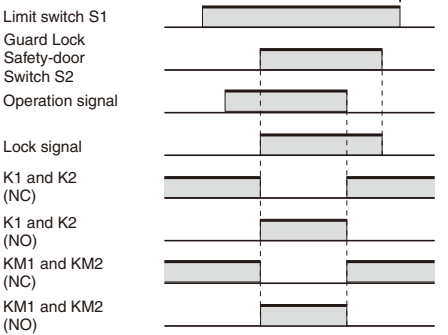 Limit switch S1
Guard Lock
Safety-door
Switch S2
Operation signal
Lock signal
K1 and K2
(NC)
K1 and K2
(NO)
KM1 and KM2
(NC)
KM1 and KM2
(NO)